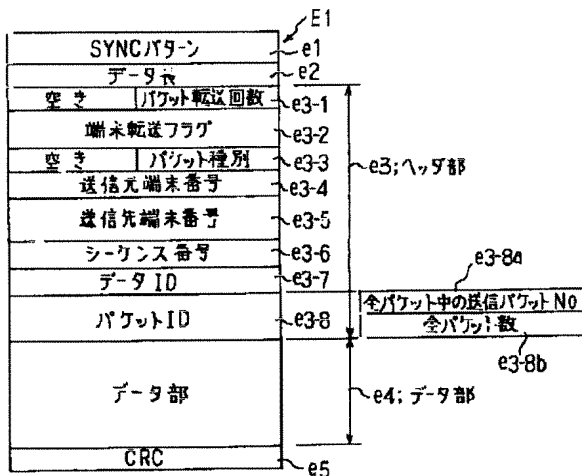 E1
SYNCパターン e1
データ長 e2
空き パケット転送回数 e3-1
端末転送フラグ e3-2
空き パケット種別 e3-3
送信元端末番号 e3-4
送信先端末番号 e3-5
シーケンス番号 e3-6
データID e3-7
パケットID e3-8
e3;ヘッダ部
e3-8a
全パケット中の送信パケットNO
全パケット数
e3-8b
データ部
e4;データ部
CRC e5